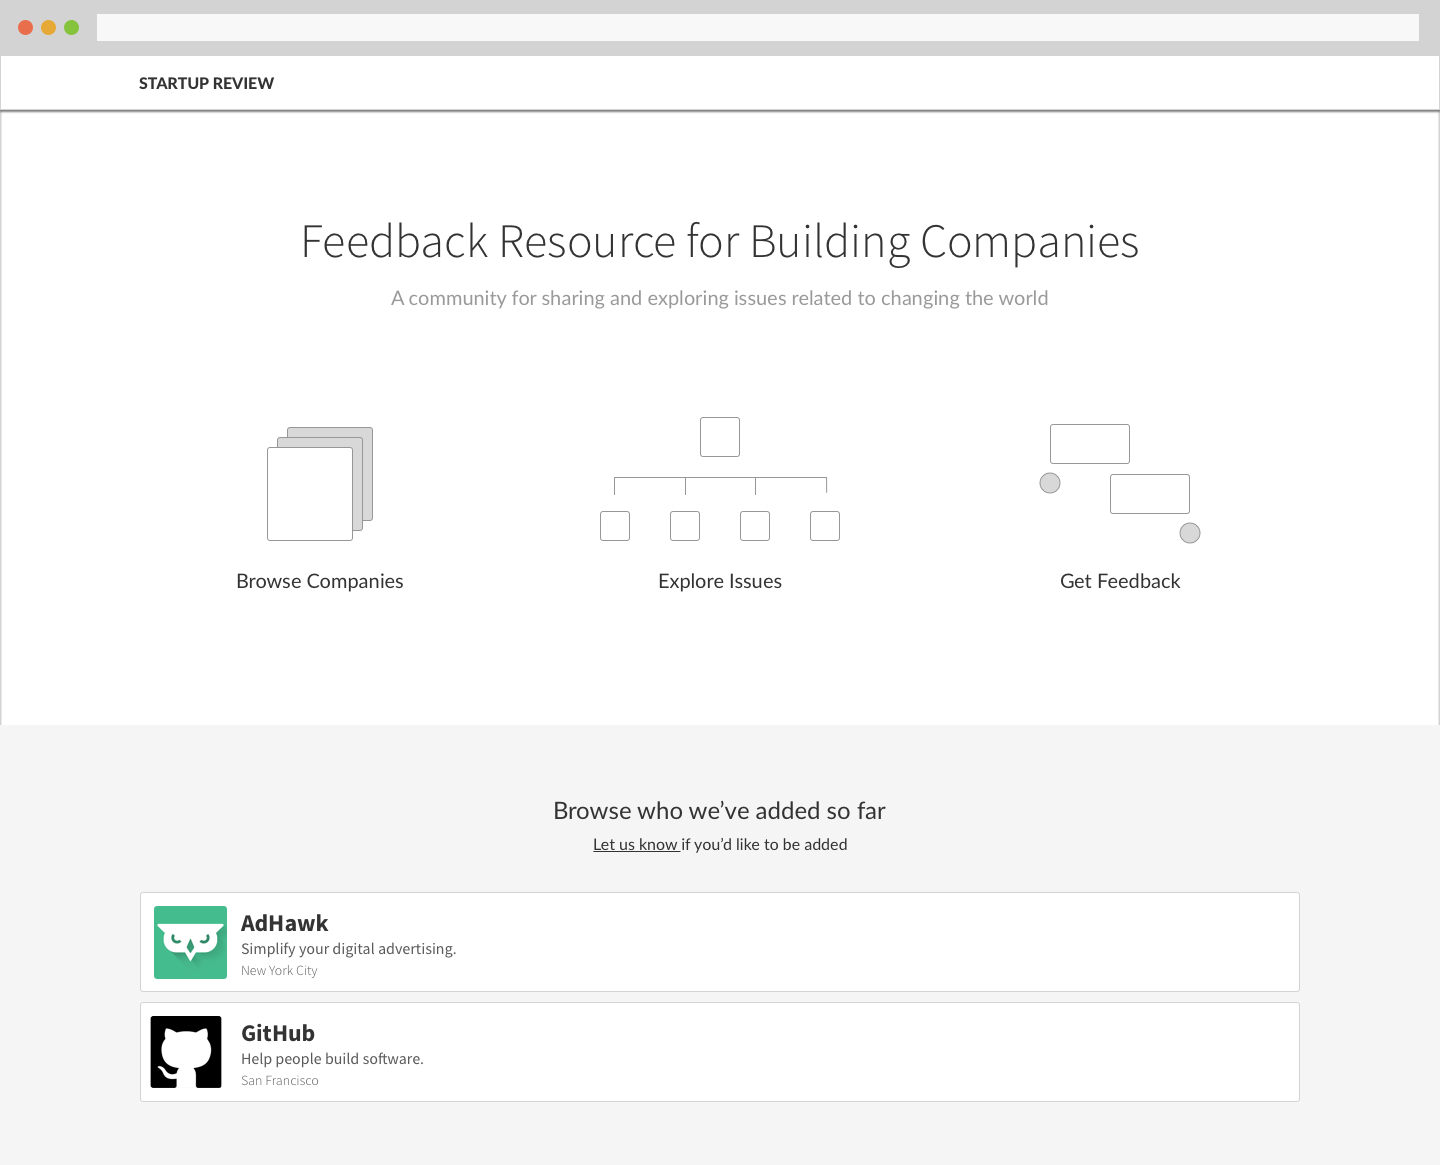 STARTUP REVIEW
Feedback Resource for Building Companies
A community for sharing and exploring issues related to changing the world
Browse Companies
Explore Issues
Get Feedback
Browse who we’ve added so far
Let us know if you’d like to be added
AdHawk
Simplify your digital advertising.
New York City
GitHub
Help people build software.
San Francisco